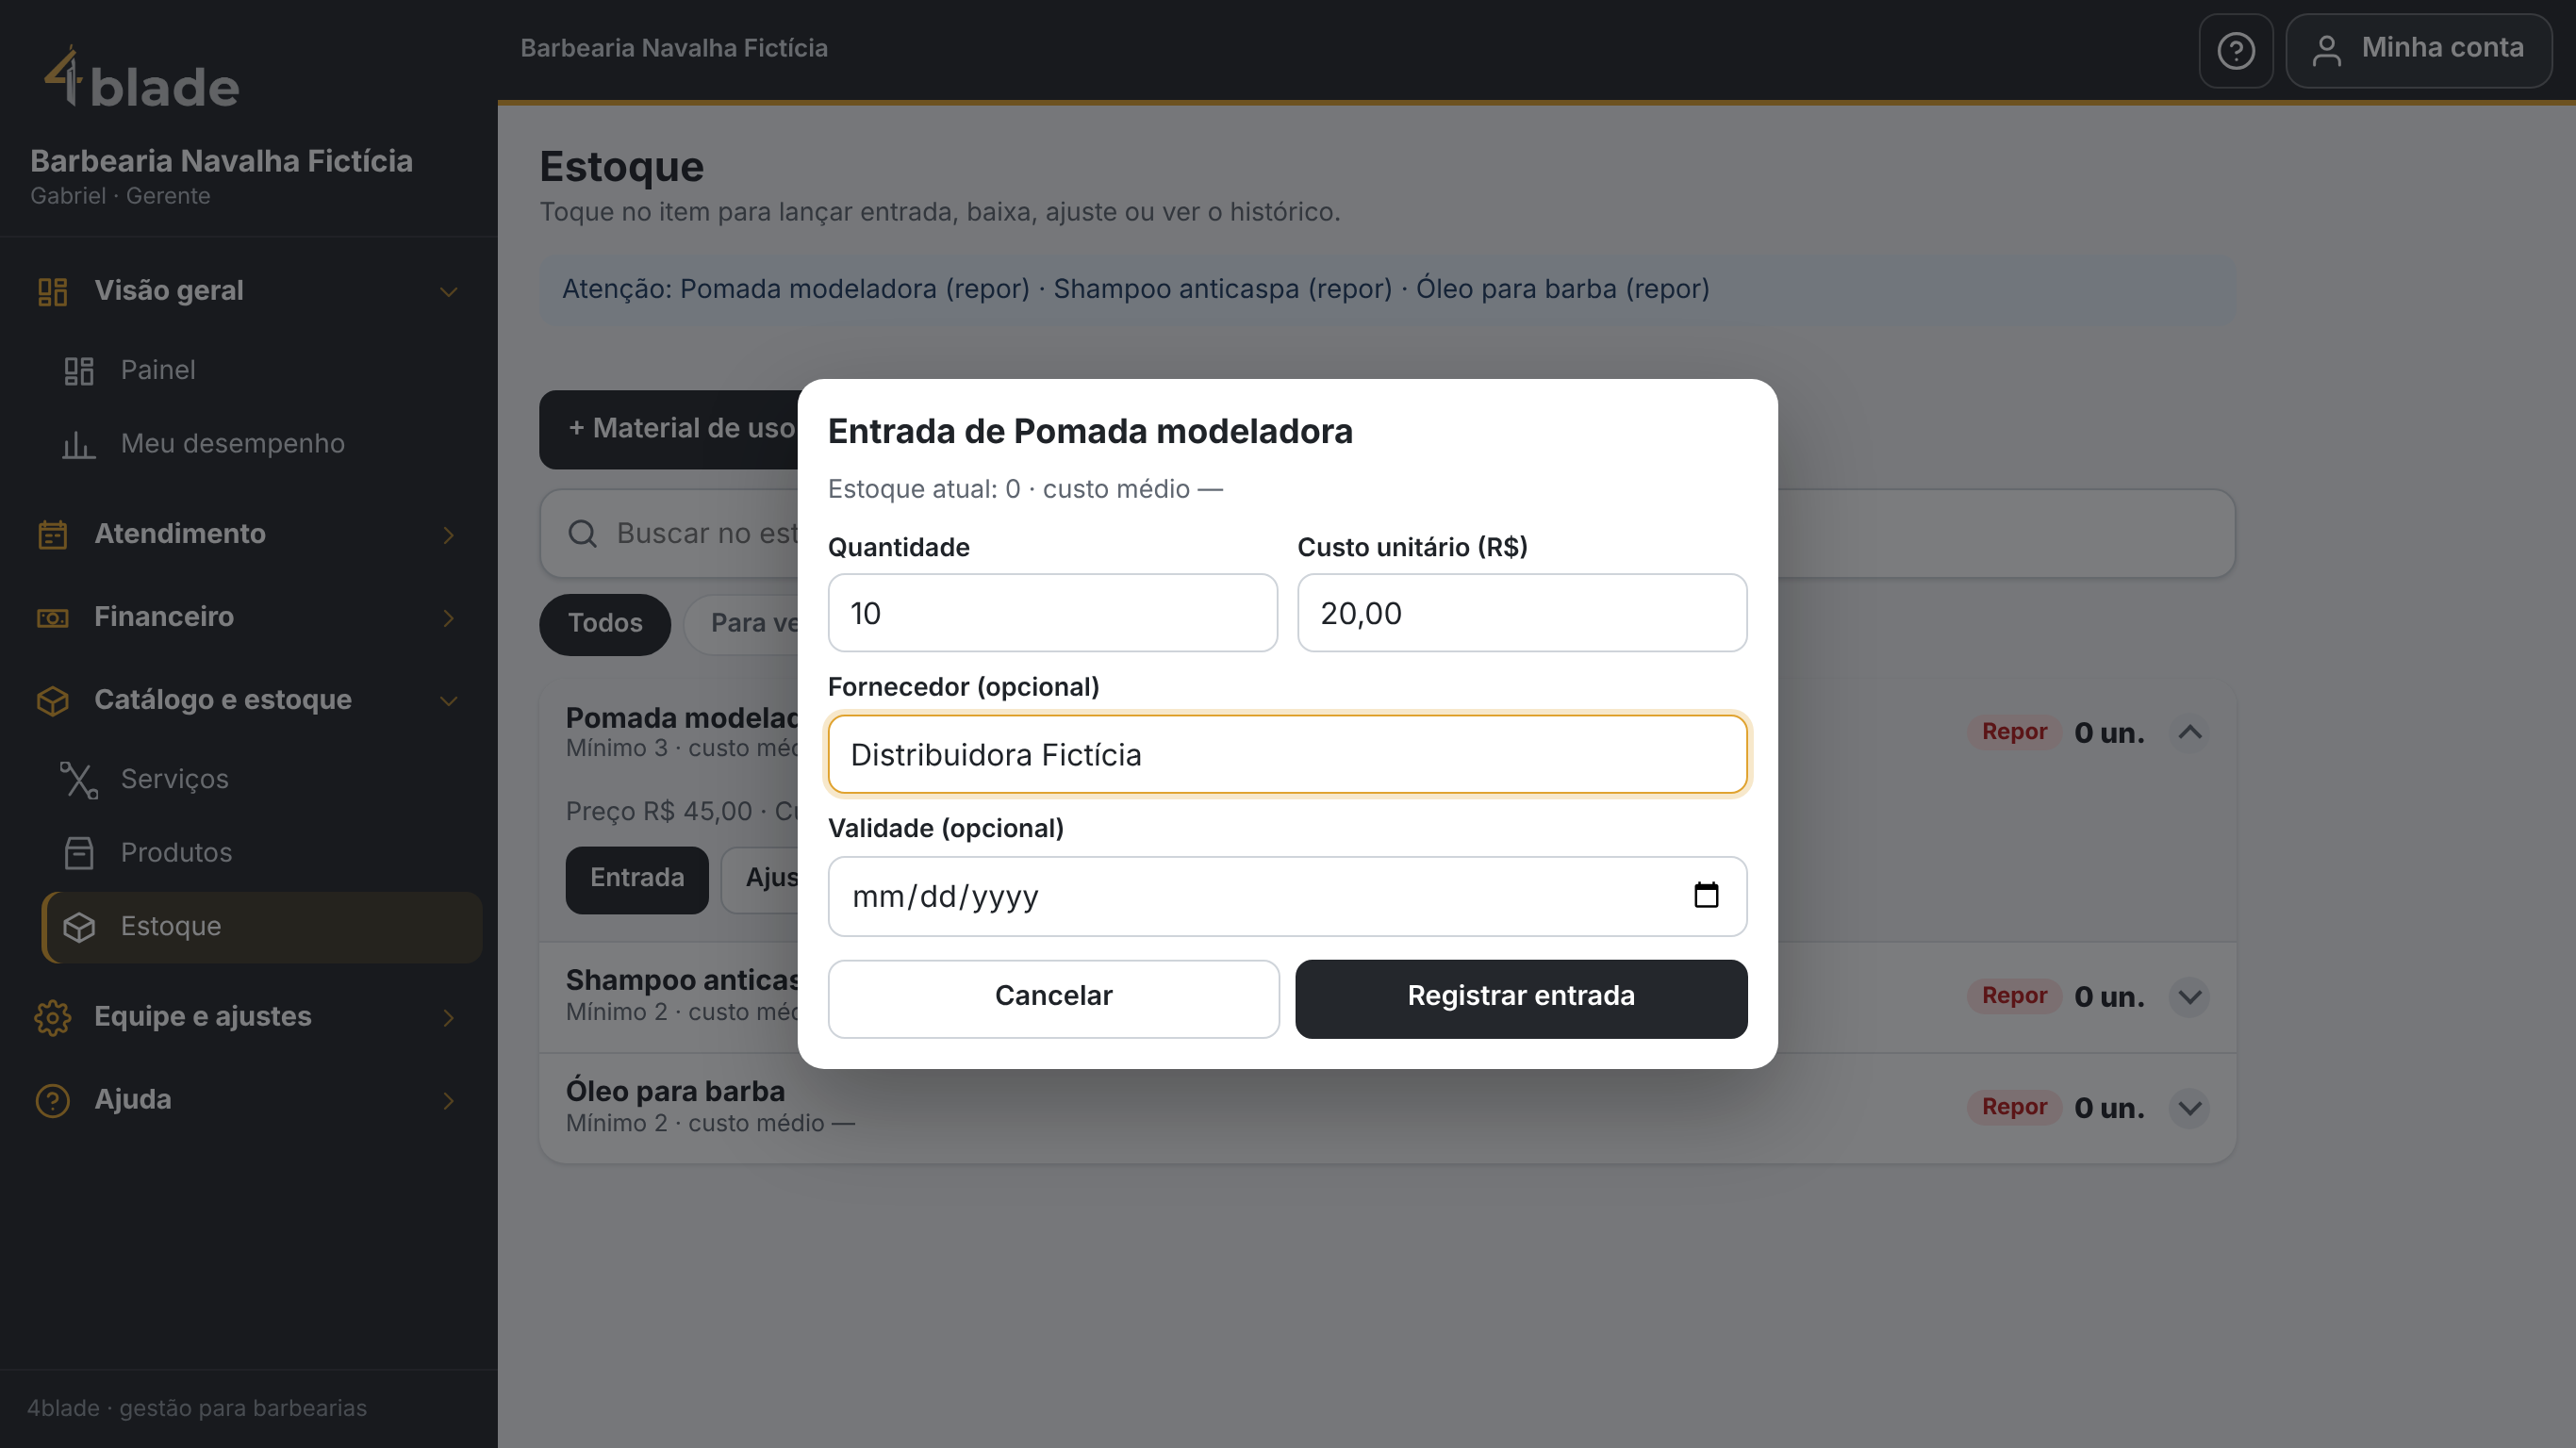 4blade
Barbearia Navalha Fictícia
Gabriel · Gerente
Visão geral
Painel
Meu desempenho
Atendimento
Financeiro
Catálogo e estoque
Serviços
Produtos
Estoque
Equipe e ajustes
Ajuda
4blade · gestão para barbearias
Barbearia Navalha Fictícia
Minha conta
Estoque
Toque no item para lançar entrada, baixa, ajuste ou ver o histórico.
Atenção: Pomada modeladora (repor) · Shampoo anticaspa (repor) · Óleo para barba (repor)
+ Material de uso
Buscar no est
Todos
Para ve
Pomada modelad
Mínimo 3 · custo méd
Repor
0 un.
Preço R$ 45,00 · Cu
Entrada
Ajus
Shampoo anticas
Mínimo 2 · custo méd
Repor
0 un.
Óleo para barba
Mínimo 2 · custo médio —
Repor
0 un.
Entrada de Pomada modeladora
Estoque atual: 0 · custo médio —
Quantidade
Custo unitário (R$)
10
20,00
Fornecedor (opcional)
Distribuidora Fictícia
Validade (opcional)
mm/dd/yyyy
Cancelar
Registrar entrada